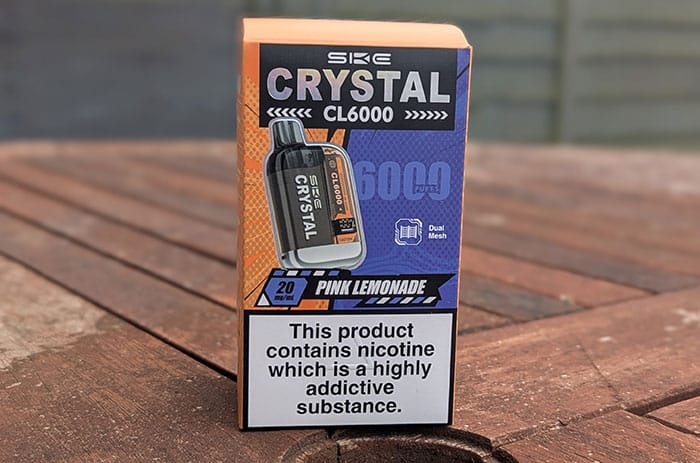 SKE
CRYSTAL
CL6000
6000
PUFFS
SKE
CRYSTAL
CL6000
Dual
Mesh
20
mg/ml
PINK LEMONADE
This product
contains nicotine
which is a highly
addictive
substance.